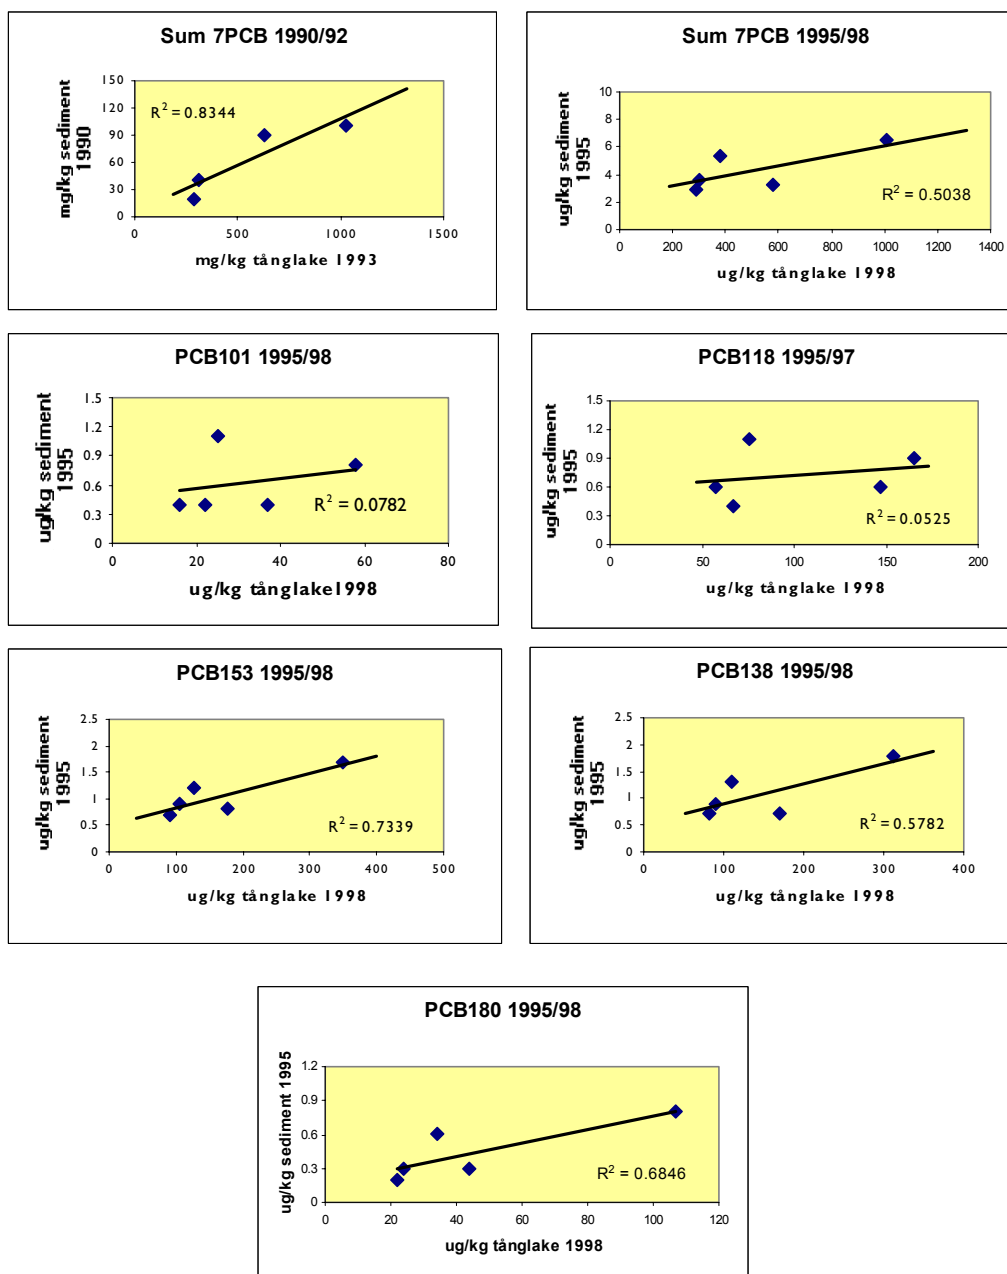 Sum 7PCB 1990/92
150
120
90
60
30
0
R² = 0.8344
mg/kg sediment
1990
0 500 1000 1500
mg/kg tånglake 1993
Sum 7PCB 1995/98
10
8
6
4
2
0
R² = 0.5038
ug/kg sediment
1995
0 200 400 600 800 1000 1200 1400
ug/kg tånglake 1998
PCB101 1995/98
1.5
1.2
0.9
0.6
0.3
0
R² = 0.0782
ug/kg sediment
1995
0 20 40 60 80
ug/kg tånglake1998
PCB118 1995/97
1.5
1.2
0.9
0.6
0.3
0
R² = 0.0525
ug/kg sediment
1995
0 50 100 150 200
ug/kg tånglake 1998
PCB153 1995/98
2.5
2
1.5
1
0.5
0
R² = 0.7339
ug/kg sediment
1995
0 100 200 300 400 500
ug/kg tånglake 1998
PCB138 1995/98
2.5
2
1.5
1
0.5
0
R² = 0.5782
ug/kg sediment
1995
0 100 200 300 400
ug/kg tånglake 1998
PCB180 1995/98
1.2
0.9
0.6
0.3
0
R² = 0.6846
ug/kg sediment 1995
0 20 40 60 80 100 120
ug/kg tånglake 1998